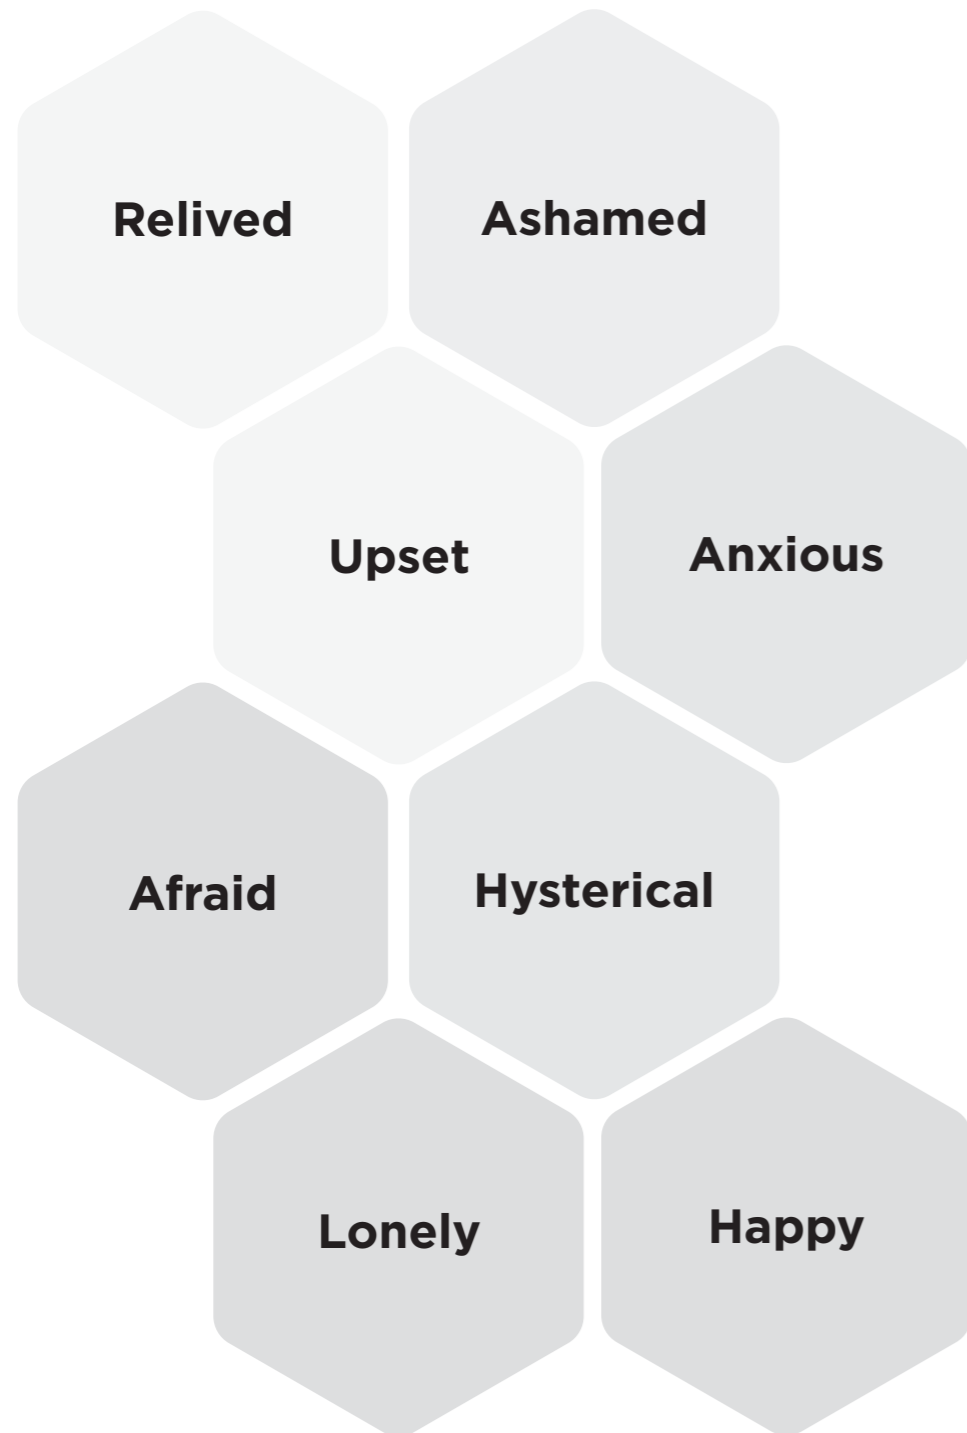 Relived
Ashamed
Upset
Anxious
Afraid
Hysterical
Lonely
Happy